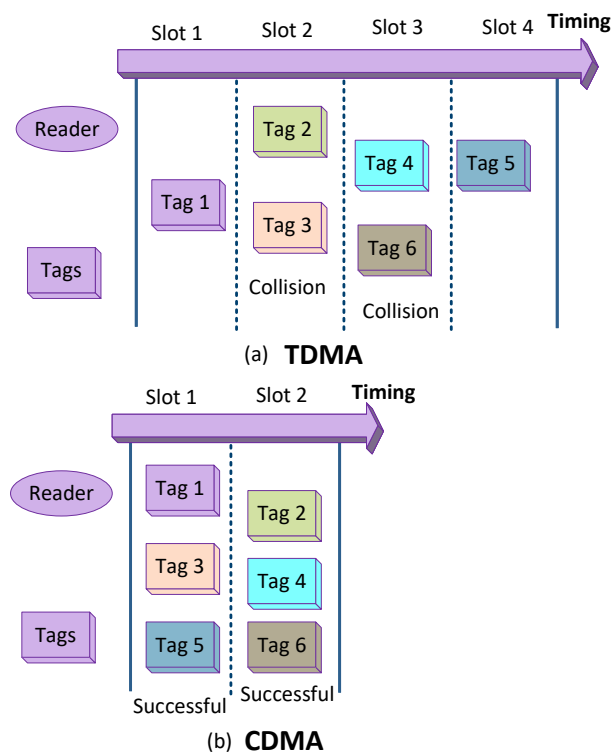 Slot 1 Slot 2 Slot 3 Slot 4 Timing
Reader
Tag 2
Tag 4 Tag 5
Tag 1
Tag 3
Tag 6
Tags
Collision
Collision
(a) TDMA
Slot 1 Slot 2 Timing
Reader
Tag 1
Tag 2
Tag 3
Tag 4
Tags
Tag 5 Tag 6
Successful Successful
(b) CDMA